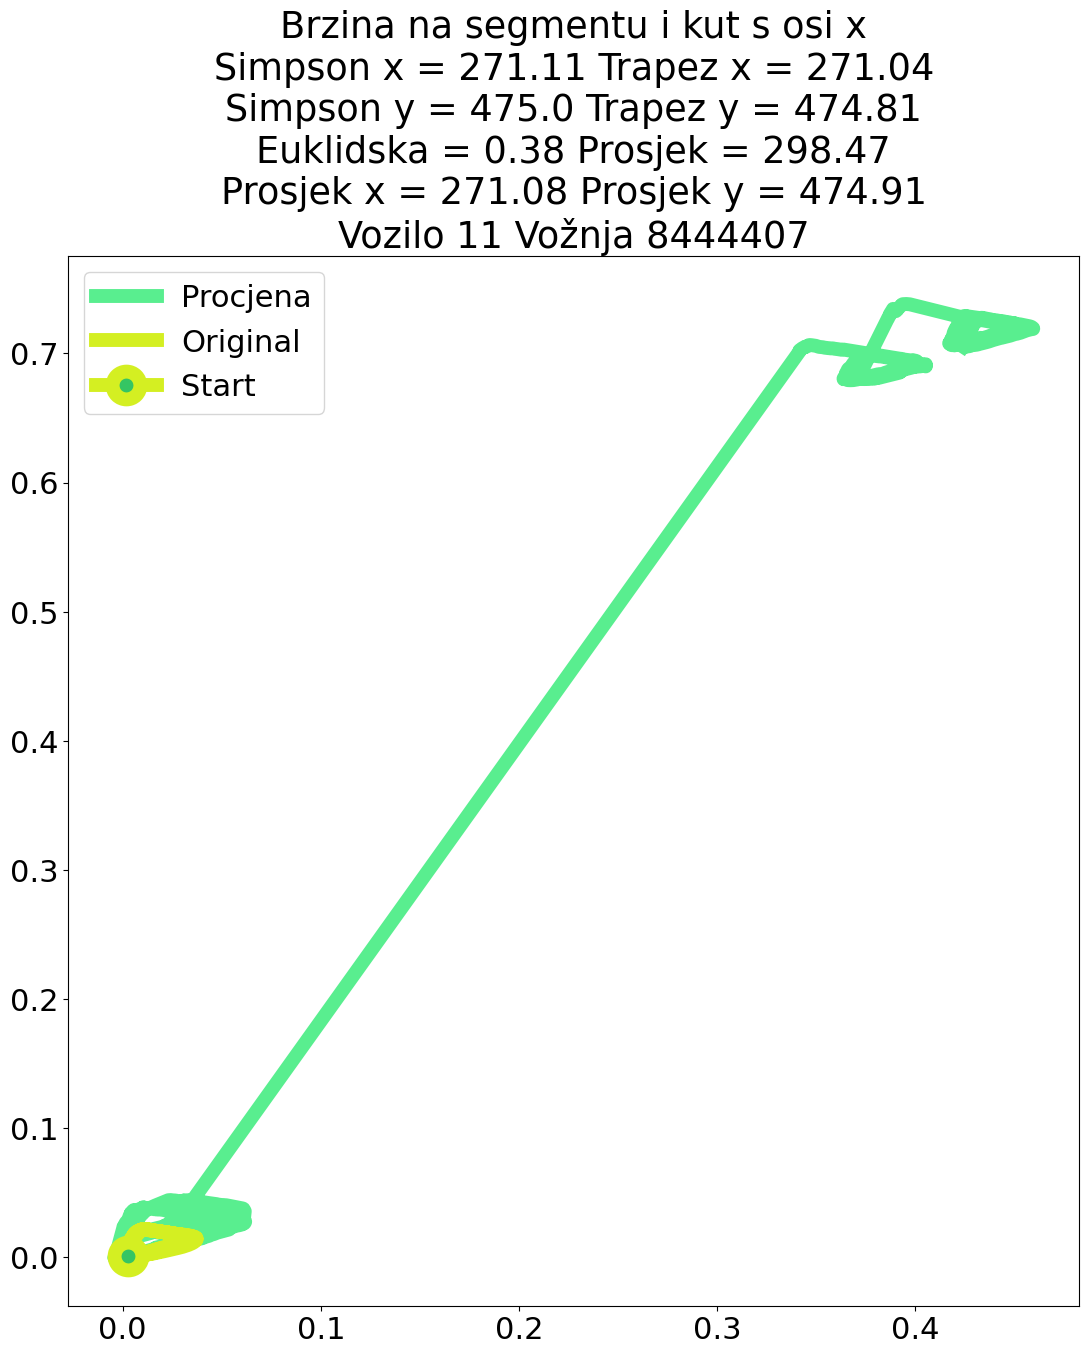 Brzina na segmentu i kut s osi x
Simpson x = 271.11 Trapez x = 271.04
Simpson y = 475.0 Trapez y = 474.81
Euklidska = 0.38 Prosjek = 298.47
Prosjek x = 271.08 Prosjek y = 474.91
Vozilo 11 Vožnja 8444407
Procjena
Original
Start
0.7
0.6
0.5
0.4
0.3
0.2
0.1
0.0
0.0 0.1 0.2 0.3 0.4